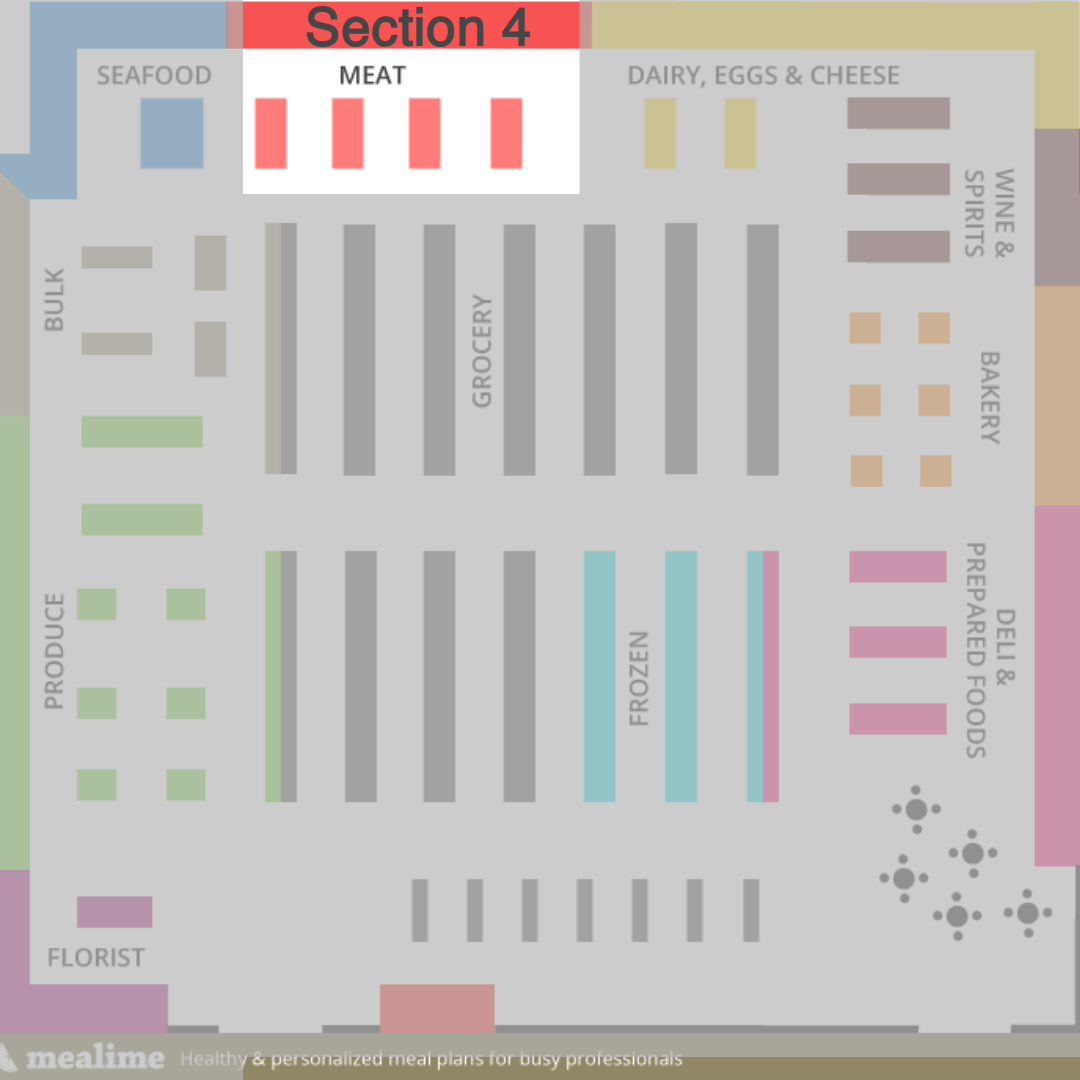 Section 4
SEAFOOD
MEAT
DAIRY, EGGS & CHEESE
WINE &
SPIRITS
BULK
GROCERY
BAKERY
PRODUCE
FROZEN
DELI &
PREPARED FOODS
FLORIST
mealime
Healthy & personalized meal plans for busy professionals